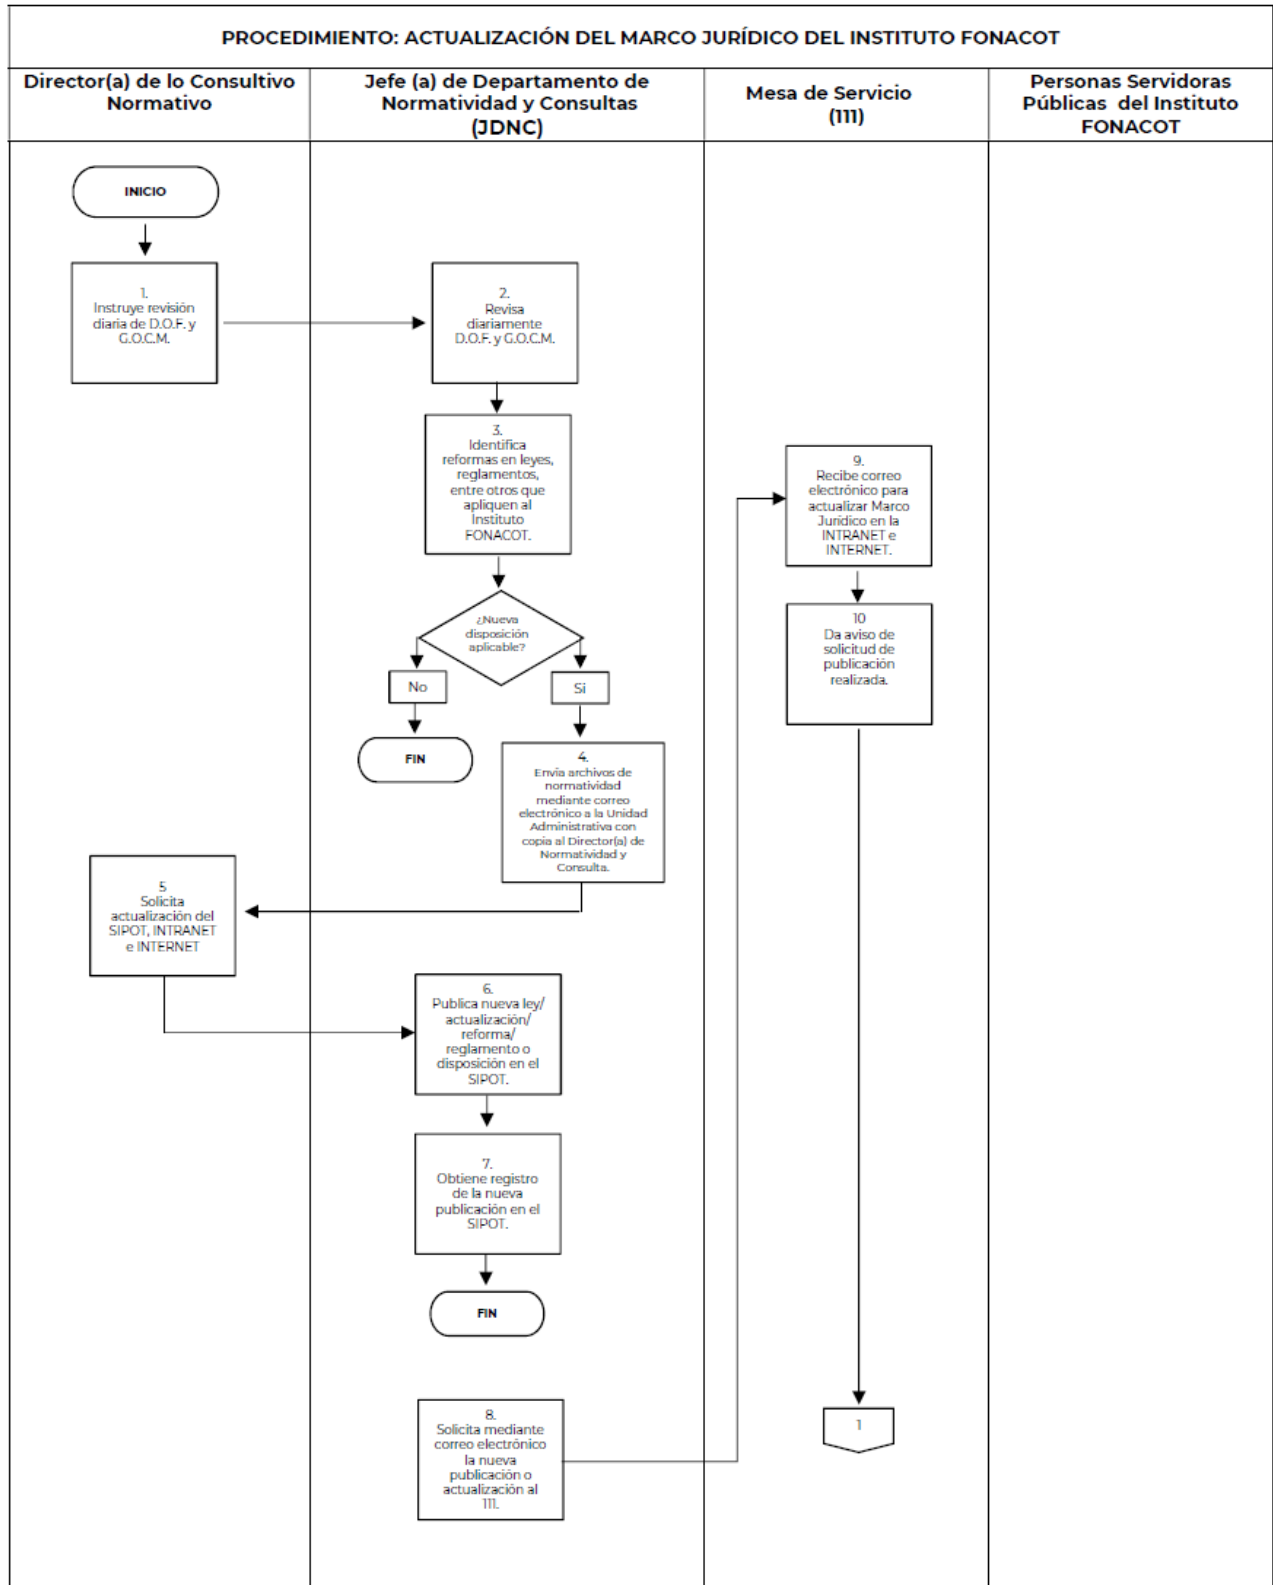 PROCEDIMIENTO: ACTUALIZACIÓN DEL MARCO JURÍDICO DEL INSTITUTO FONACOT
Director(a) de lo Consultivo
Normativo
Jefe (a) de Departamento de
Normatividad y Consultas
(JDNC)
Mesa de Servicio
(111)
Personas Servidoras
Públicas del Instituto
FONACOT
INICIO
1.
Instruye revisión
diaria de D.O.F. y
G.O.C.M.
2.
Revisa
diariamente
D.O.F. y G.O.C.M.
3.
Identifica
reformas en leyes,
reglamentos,
entre otros que
apliquen al
Instituto
FONACOT.
¿Nueva
disposición
aplicable?
No
Si
FIN
4.
Envía archivos de
normatividad
mediante correo
electrónico a la Unidad
Administrativa con
copia al Director(a) de
Normatividad y
Consulta.
5
Solicita
actualización del
SIPOT, INTRANET
e INTERNET
6.
Publica nueva ley/
actualización/
reforma/
reglamento o
disposición en el
SIPOT.
7.
Obtiene registro
de la nueva
publicación en el
SIPOT.
FIN
8.
Solicita mediante
correo electrónico
la nueva
publicación o
actualización al
111.
9.
Recibe correo
electrónico para
actualizar Marco
Jurídico en la
INTRANET e
INTERNET.
10
Da aviso de
solicitud de
publicación
realizada.
1